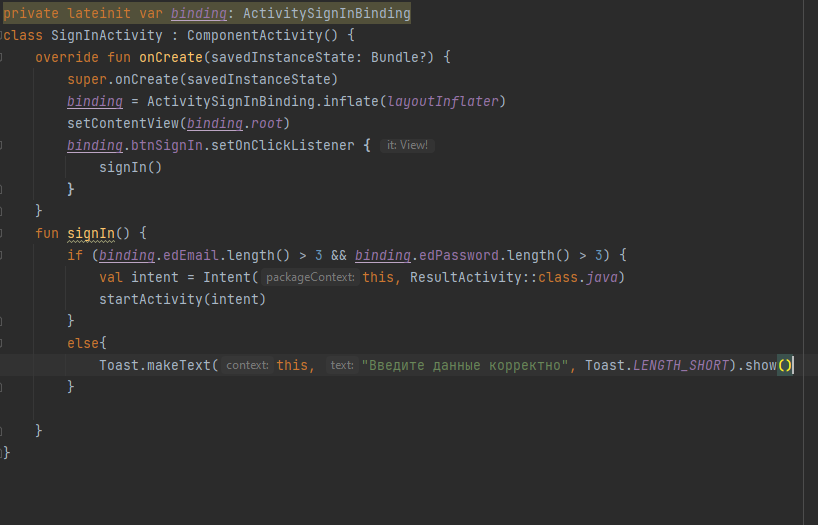 private lateinit var binding: ActivitySignInBinding
class SignInActivity : ComponentActivity() {
    override fun onCreate(savedInstanceState: Bundle?) {
        super.onCreate(savedInstanceState)
        binding = ActivitySignInBinding.inflate(layoutInflater)
        setContentView(binding.root)
        binding.btnSignIn.setOnClickListener { it: View!
            signIn()
        }
    }
    fun signIn() {
        if (binding.edEmail.length() > 3 && binding.edPassword.length() > 3) {
            val intent = Intent( packageContext: this, ResultActivity::class.java)
            startActivity(intent)
        }
        else{
            Toast.makeText( context: this, text: "Введите данные корректно", Toast.LENGTH_SHORT).show()
        }
    }
}